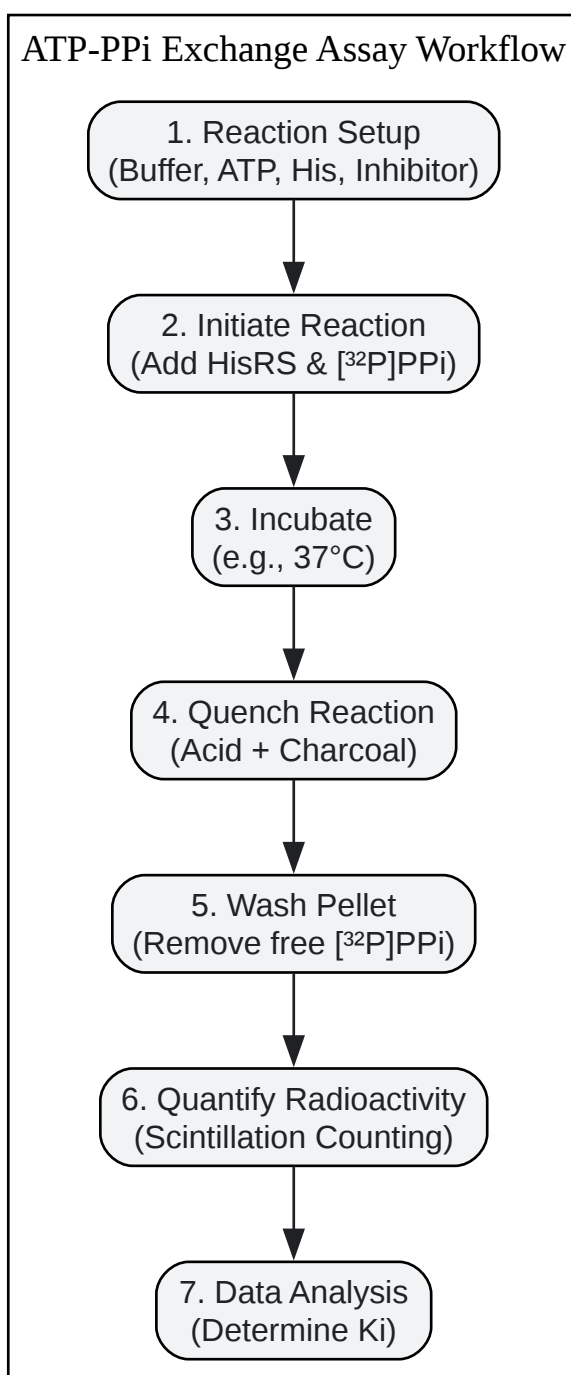 ATP-PPi Exchange Assay Workflow
1. Reaction Setup
(Buffer, ATP, His, Inhibitor)
2. Initiate Reaction
(Add HisRS & [³²P]PPi)
3. Incubate
(e.g., 37°C)
4. Quench Reaction
(Acid + Charcoal)
5. Wash Pellet
(Remove free [³²P]PPi)
6. Quantify Radioactivity
(Scintillation Counting)
7. Data Analysis
(Determine Ki)